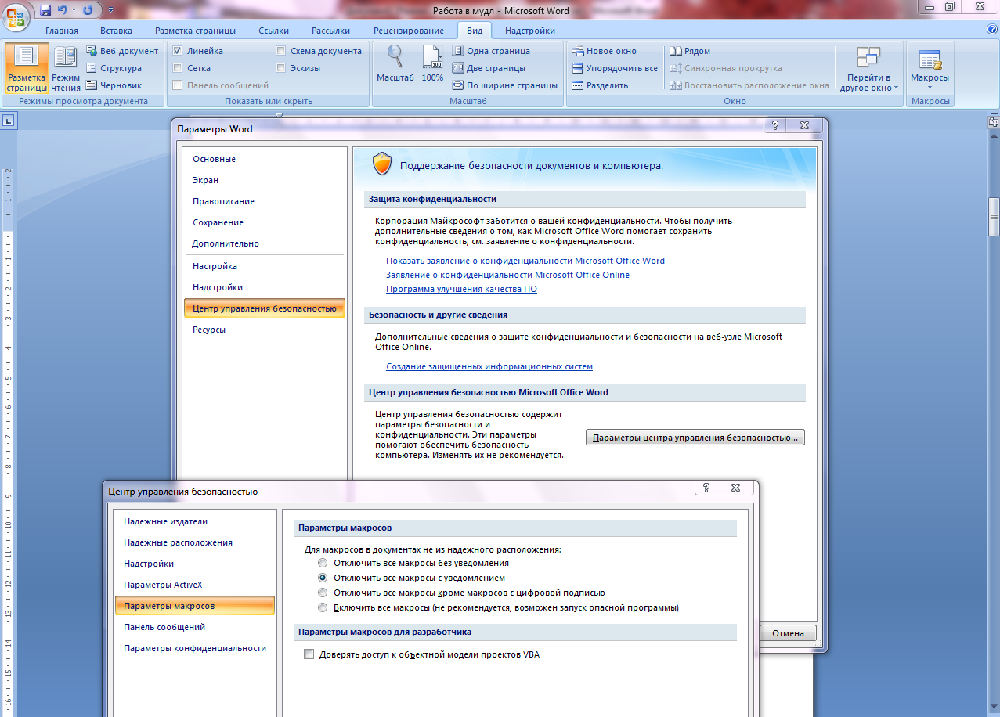 Работа в мудл - Microsoft Word
Главная Вставка Разметка страницы Ссылки Рассылки Рецензирование Вид Надстройки
Разметка страницы
Режим чтения
Веб-документ
Структура
Черновик
Режимы просмотра документа
Линейка
Сетка
Панель сообщений
Схема документа
Эскизы
Показать или скрыть
Масштаб
100
100%
Одна страница
Две страницы
По ширине страницы
Масштаб
Новое окно
Упорядочить все
Разделить
Рядом
Синхронная прокрутка
Восстановить расположение окна
Перейти в
другое окно
Окно
Макросы
Макросы
Параметры Word
Основные
Экран
Правописание
Сохранение
Дополнительно
Настройка
Надстройки
Центр управления безопасностью
Ресурсы
Поддержание безопасности документов и компьютера.
Защита конфиденциальности
Корпорация Майкрософт заботится о вашей конфиденциальности. Чтобы получить
дополнительные сведения о том, как Microsoft Office Word помогает сохранить
конфиденциальность, см. заявление о конфиденциальности.
Показать заявление о конфиденциальности Microsoft Office Word
Заявление о конфиденциальности Microsoft Office Online
Программа улучшения качества ПО
Безопасность и другие сведения
Дополнительные сведения о защите конфиденциальности и безопасности на веб-узле Microsoft
Office Online.
Создание защищенных информационных систем
Центр управления безопасностью Microsoft Office Word
Центр управления безопасностью содержит
параметры безопасности и
конфиденциальности. Эти параметры
помогают обеспечить безопасность
компьютера. Изменять их не рекомендуется.
Параметры центра управления безопасностью...
Отмена
Центр управления безопасностью
Надежные издатели
Надежные расположения
Надстройки
Параметры ActiveX
Параметры макросов
Панель сообщений
Параметры конфиденциальности
Параметры макросов
Для макросов в документах не из надежного расположения:
Отключить все макросы без уведомления
Отключить все макросы с уведомлением
Отключить все макросы кроме макросов с цифровой подписью
Включить все макросы (не рекомендуется, возможен запуск опасной программы)
Параметры макросов для разработчика
Доверять доступ к объектной модели проектов VBA